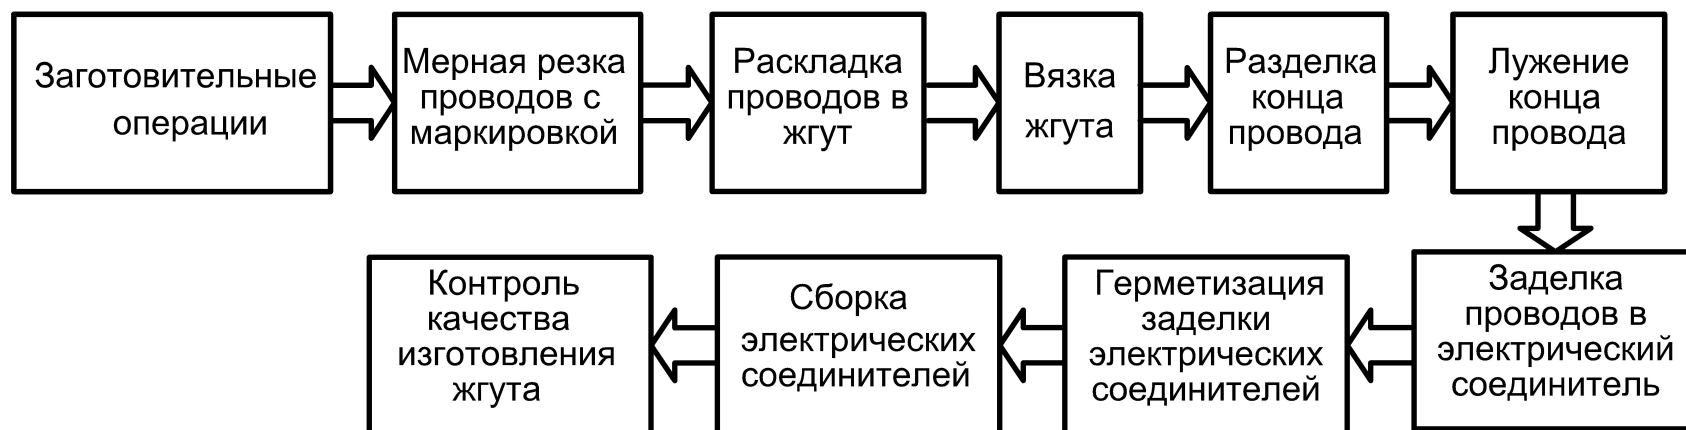 Заготовительные
операции
Мерная резка
проводов с
маркировкой
Раскладка
проводов в
жгут
Вязка
жгута
Разделка
конца
провода
Лужение
конца
провода
Заделка
проводов в
электрический
соединитель
Герметизация
заделки
электрических
соединителей
Сборка
электрических
соединителей
Контроль
качества
изготовления
жгута